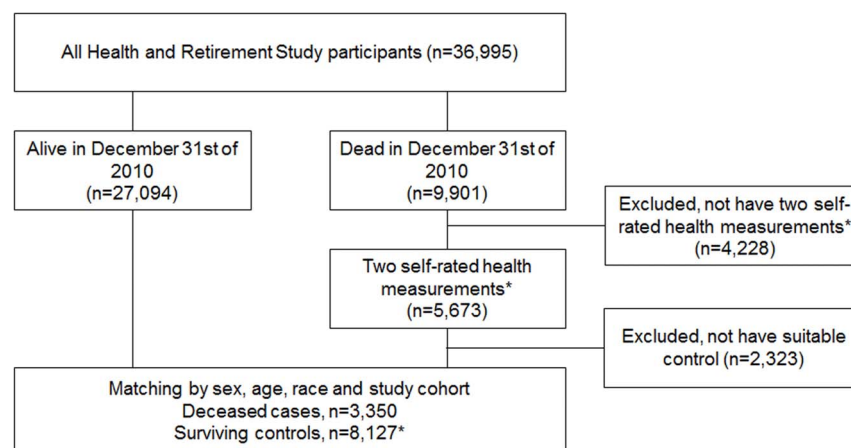 All Health and Retirement Study participants (n=36,995)
Alive in December 31st of
2010
(n=27,094)
Dead in December 31st of
2010
(n=9,901)
Excluded, not have two self-
rated health measurements*
(n=4,228)
Two self-rated health
measurements*
(n=5,673)
Excluded, not have suitable
control (n=2,323)
Matching by sex, age, race and study cohort
Deceased cases, n=3,350
Surviving controls, n=8,127*